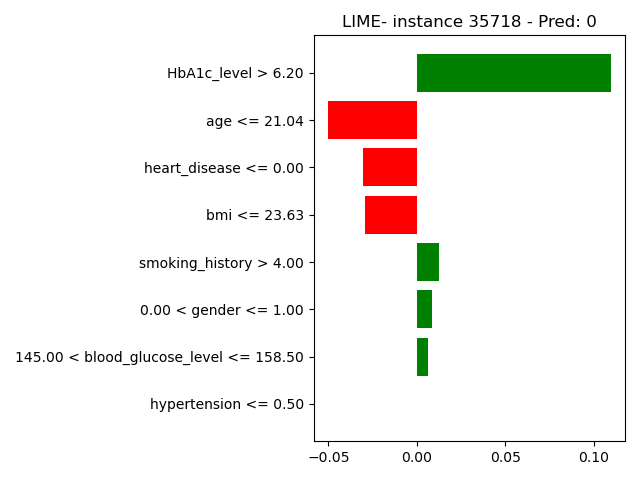 LIME- instance 35718 - Pred: 0
HbA1c_level > 6.20
age <= 21.04
heart_disease <= 0.00
bmi <= 23.63
smoking_history > 4.00
0.00 < gender <= 1.00
145.00 < blood_glucose_level <= 158.50
hypertension <= 0.50
−0.05 0.00 0.05 0.10